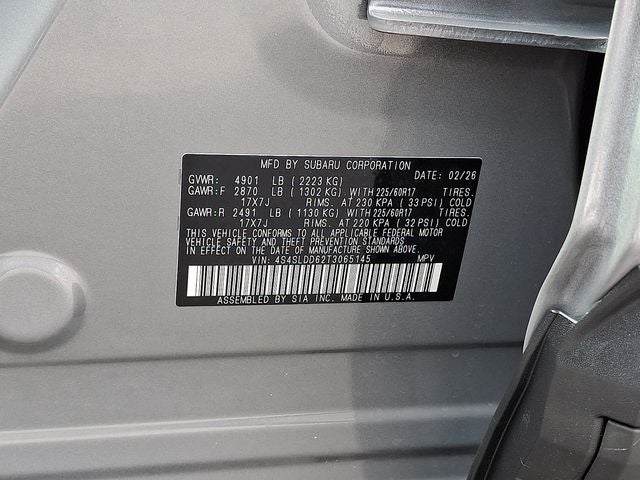 MFD BY SUBARU CORPORATION
GVWR: 4901 LB ( 2223 KG) DATE: 02/26
GAWR:F 2870 LB ( 1302 KG) WITH 225/60R17 TIRES.
17X7J RIMS. AT 230 KPA ( 33 PSI) COLD
GAWR:R 2491 LB ( 1130 KG) WITH 225/60R17 TIRES.
17X7J RIMS. AT 220 KPA ( 32 PSI) COLD
THIS VEHICLE CONFORMS TO ALL APPLICABLE FEDERAL MOTOR
VEHICLE SAFETY AND THEFT PREVENTION STANDARDS
IN EFFECT ON THE DATE OF MANUFACTURE SHOWN ABOVE.
VIN: 4S4SLDD62T3065145 MPV
ASSEMBLED BY SIA INC. MADE IN U.S.A.